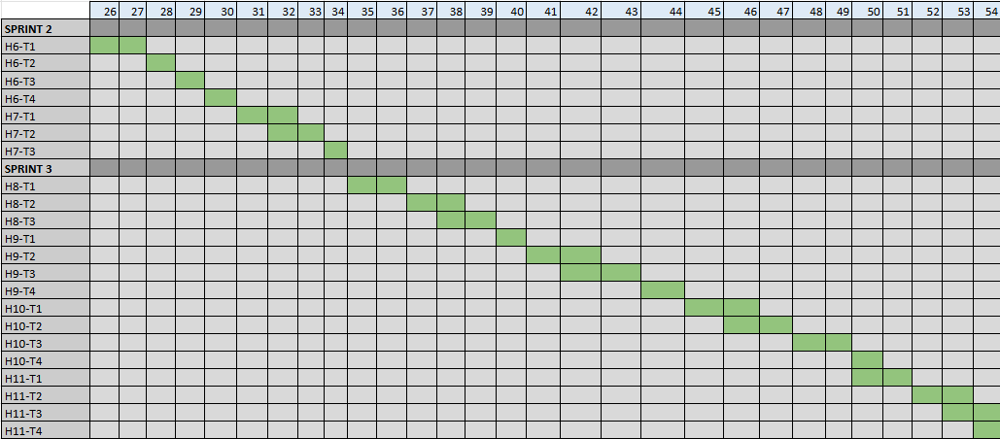 26 27 28 29 30 31 32 33 34 35 36 37 38 39 40 41 42 43 44 45 46 47 48 49 50 51 52 53 54
SPRINT 2
H6-T1
H6-T2
H6-T3
H6-T4
H7-T1
H7-T2
H7-T3
SPRINT 3
H8-T1
H8-T2
H8-T3
H9-T1
H9-T2
H9-T3
H9-T4
H10-T1
H10-T2
H10-T3
H10-T4
H11-T1
H11-T2
H11-T3
H11-T4